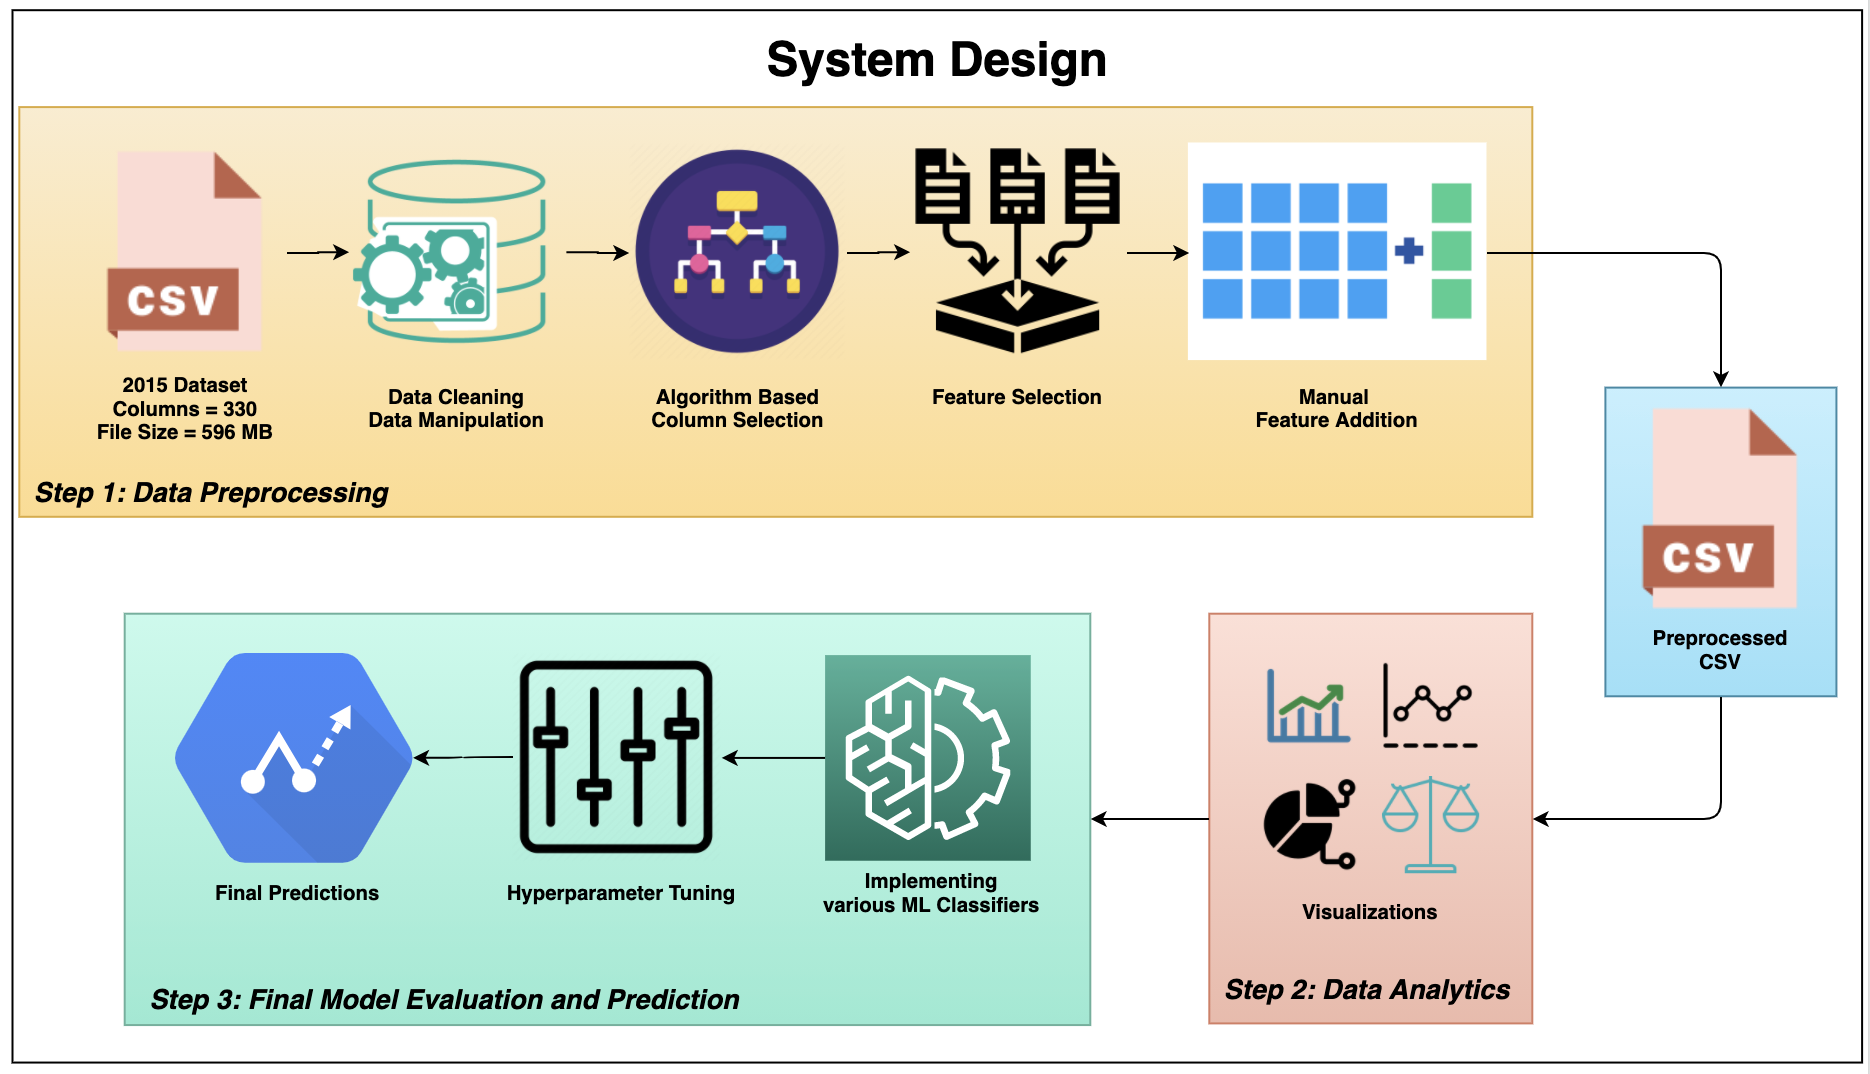 System Design
CSV
2015 Dataset
Columns = 330
File Size = 596 MB
Data Cleaning
Data Manipulation
Algorithm Based
Column Selection
Feature Selection
Manual
Feature Addition
Step 1: Data Preprocessing
CSV
Preprocessed
CSV
Visualizations
Step 2: Data Analytics
Implementing
various ML Classifiers
Hyperparameter Tuning
Final Predictions
Step 3: Final Model Evaluation and Prediction